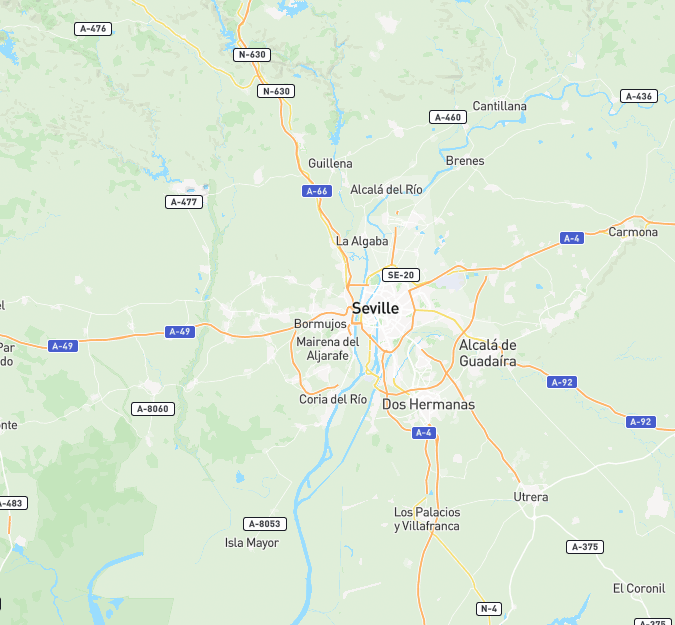 A-476
N-630
N-630
A-436
Cantillana
A-460
Brenes
Guillena
Alcalá del Río
A-66
A-477
Carmona
La Algaba
A-4
SE-20
Seville
Bormujos
A-49
A-49
Mairena del
Aljarafe
Alcalá de
Guadaíra
A-92
Coria del Río
Dos Hermanas
A-8060
A-92
A-4
Utrera
A-483
Los Palacios
y Villafranca
A-8053
Isla Mayor
A-375
El Coronil
N-4
A-375